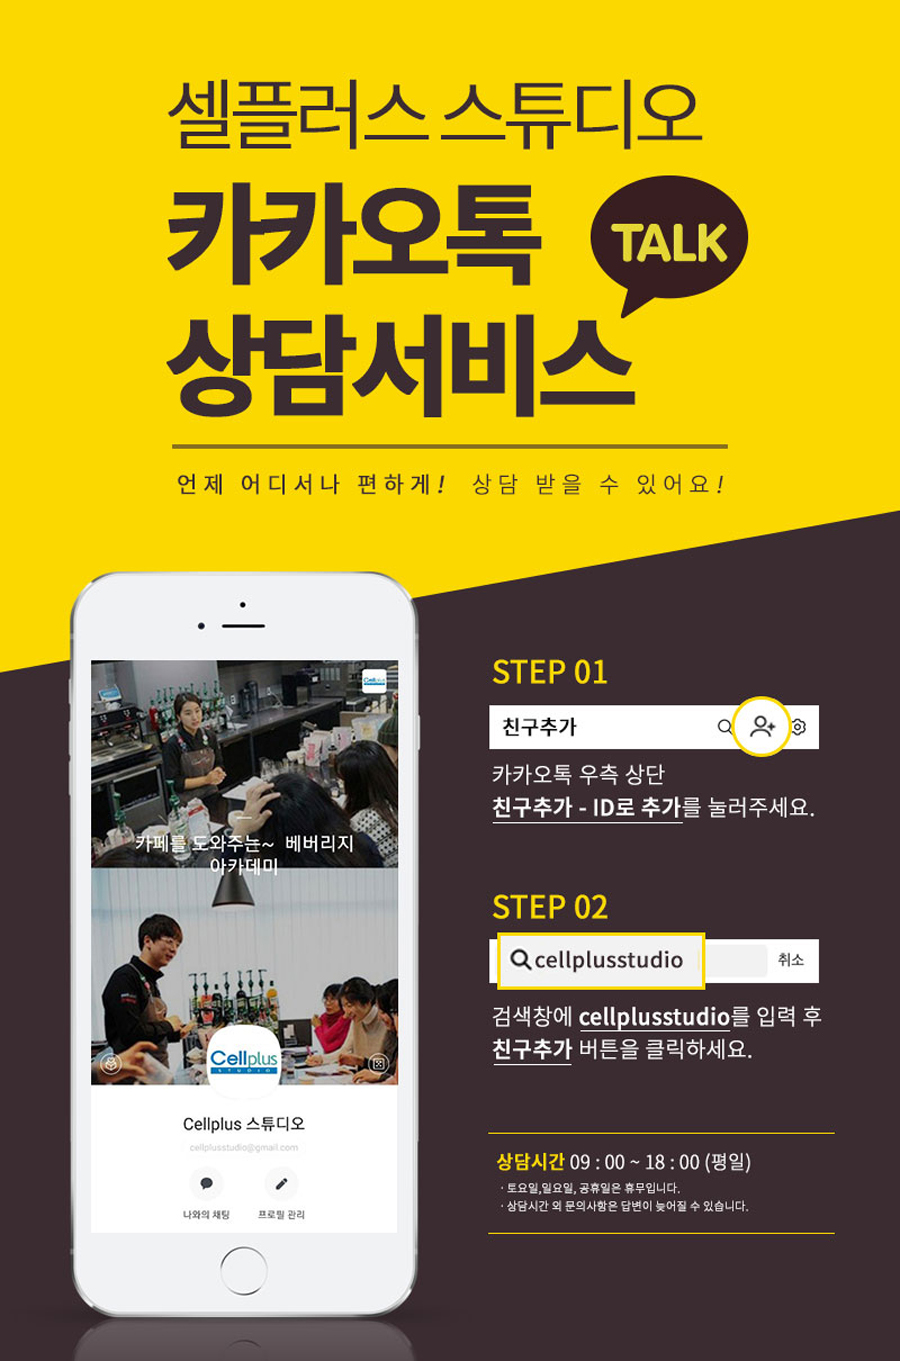 셀플러스 스튜디오
카카오톡
TALK
상담서비스
언제 어디서나 편하게! 상담 받을 수 있어요!
Cellplus
카페를 도와주는~ 베버리지
아카데미
Cellplus
STUDIO
Cellplus 스튜디오
cellplusstudio@gmail.com
나와의 채팅 프로필 관리
STEP 01
친구추가
카카오톡 우측 상단
친구추가 - ID로 추가를 눌러주세요.
STEP 02
cellplusstudio 취소
검색창에 cellplusstudio를 입력 후
친구추가 버튼을 클릭하세요.
상담시간 09 : 00 ~ 18 : 00 (평일)
· 토요일,일요일, 공휴일은 휴무입니다.
· 상담시간 외 문의사항은 답변이 늦어질 수 있습니다.